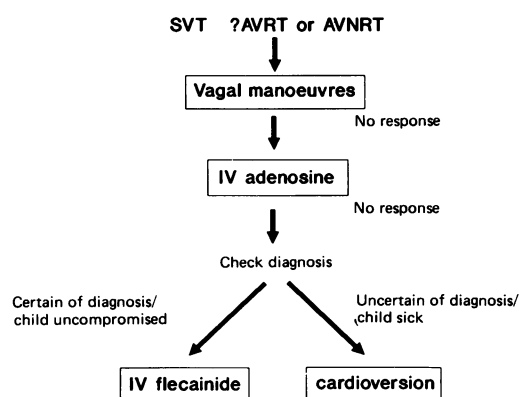 SVT ?AVRT or AVNRT
Vagal manoeuvres
No response
IV adenosine
No response
Check diagnosis
Certain of diagnosis/
child uncompromised
Uncertain of diagnosis/
child sick
IV flecainide
cardioversion